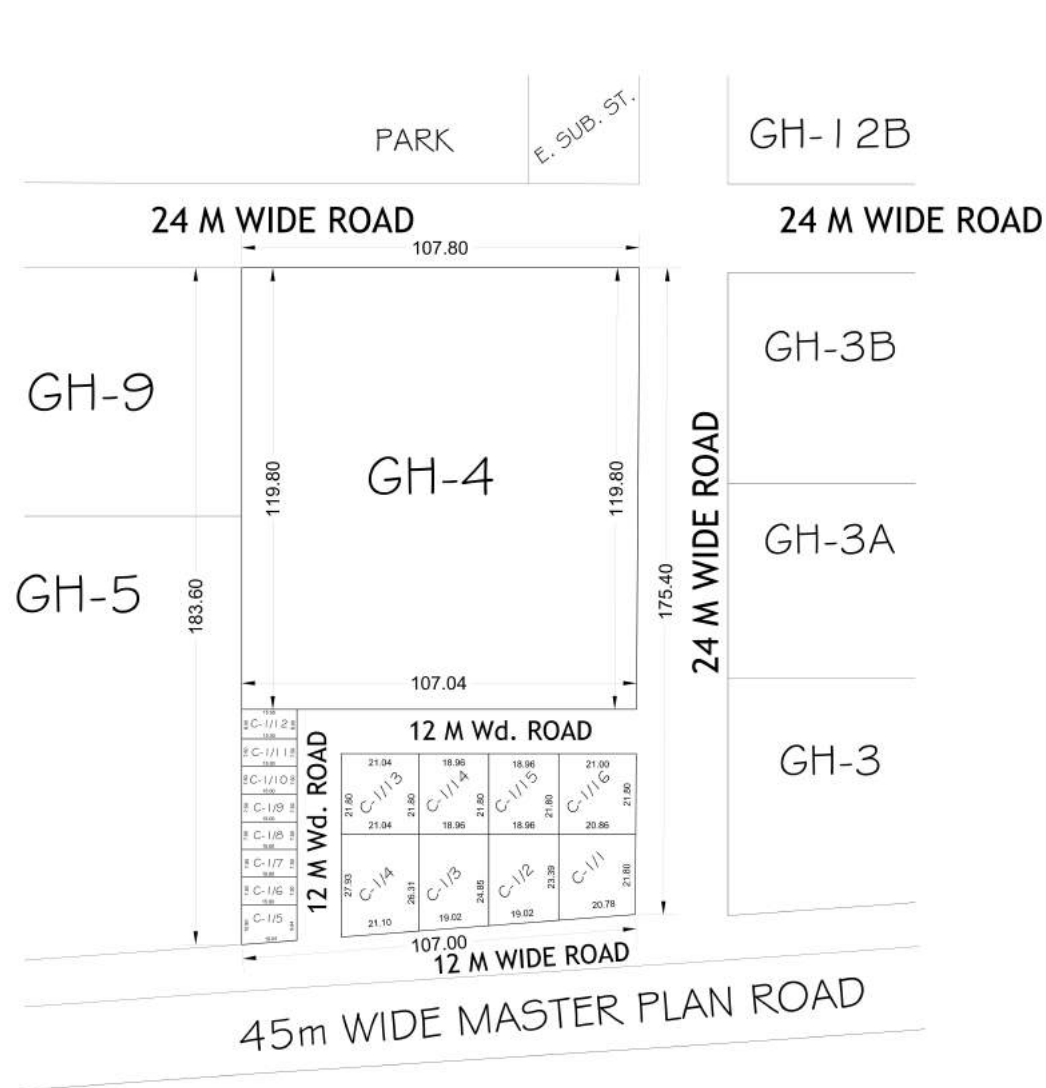 PARK
E. SUB. ST.
GH-12B
24 M WIDE ROAD
24 M WIDE ROAD
107.80
GH-9
GH-5
183.60
119.80
GH-4
119.80
107.04
175.40
24 M WIDE ROAD
GH-3B
GH-3A
GH-3
12 M Wd. ROAD
12 M Wd. ROAD
C-1/12
C-1/11
C-1/10
C-1/9
C-1/8
C-1/7
C-1/6
C-1/5
21.04
18.96
18.96
21.00
21.80
C-1/13
21.80
C-1/14
21.80
C-1/15
21.80
C-1/16
21.80
21.04
18.96
18.96
20.86
27.93
C-1/4
26.31
C-1/3
24.85
C-1/2
23.39
C-1/1
21.80
21.10
19.02
19.02
20.78
107.00
12 M WIDE ROAD
45m WIDE MASTER PLAN ROAD